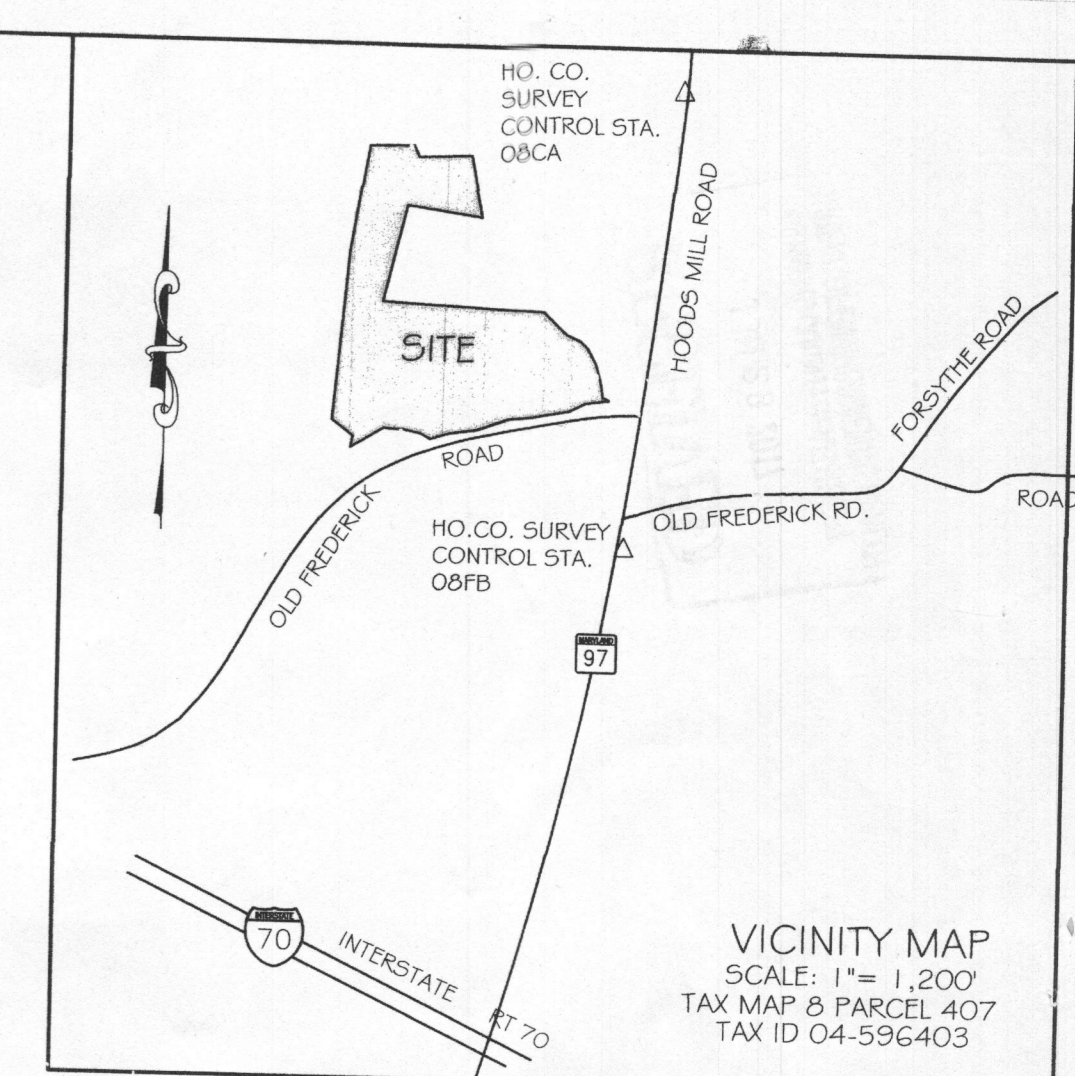 HO. CO.
SURVEY
CONTROL STA.
08CA
HOODS MILL ROAD
FORSYTHE ROAD
SITE
ROAD
OLD FREDERICK
OLD FREDERICK RD.
ROAD
HO.CO. SURVEY
CONTROL STA.
08FB
MARYLAND
97
INTERSTATE
70
INTERSTATE
RT 70
VICINITY MAP
SCALE: 1"= 1,200'
TAX MAP 8 PARCEL 407
TAX ID 04-596403